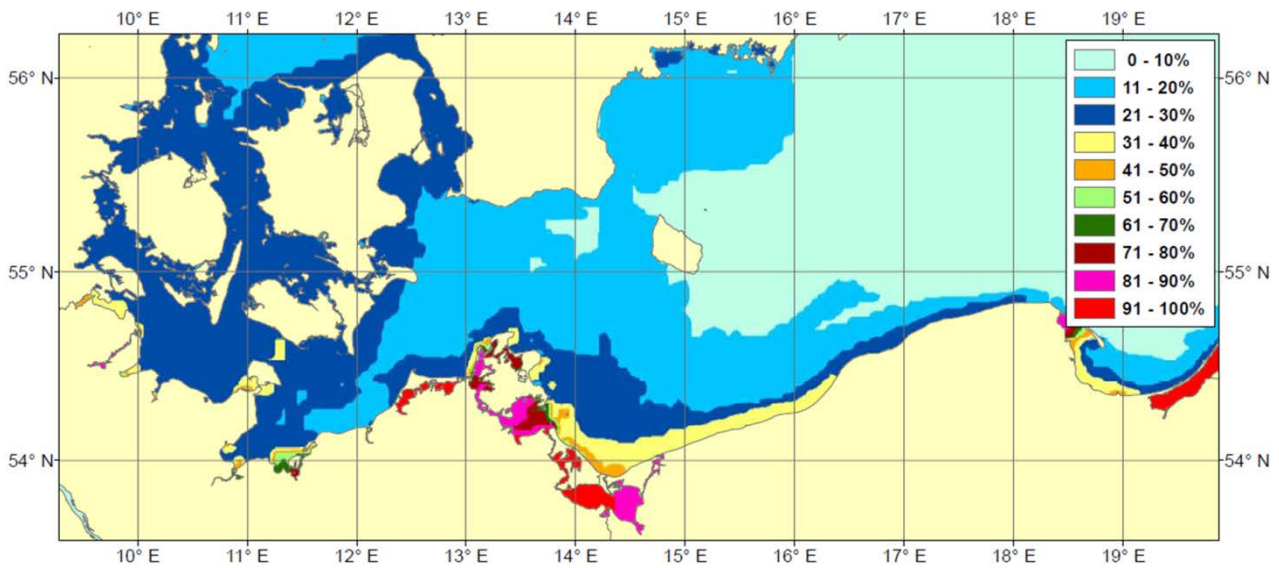 10° E 11° E 12° E 13° E 14° E 15° E 16° E 17° E 18° E 19° E
56° N 56° N
55° N 55° N
54° N 54° N
0 - 10%
11 - 20%
21 - 30%
31 - 40%
41 - 50%
51 - 60%
61 - 70%
71 - 80%
81 - 90%
91 - 100%
10° E 11° E 12° E 13° E 14° E 15° E 16° E 17° E 18° E 19° E